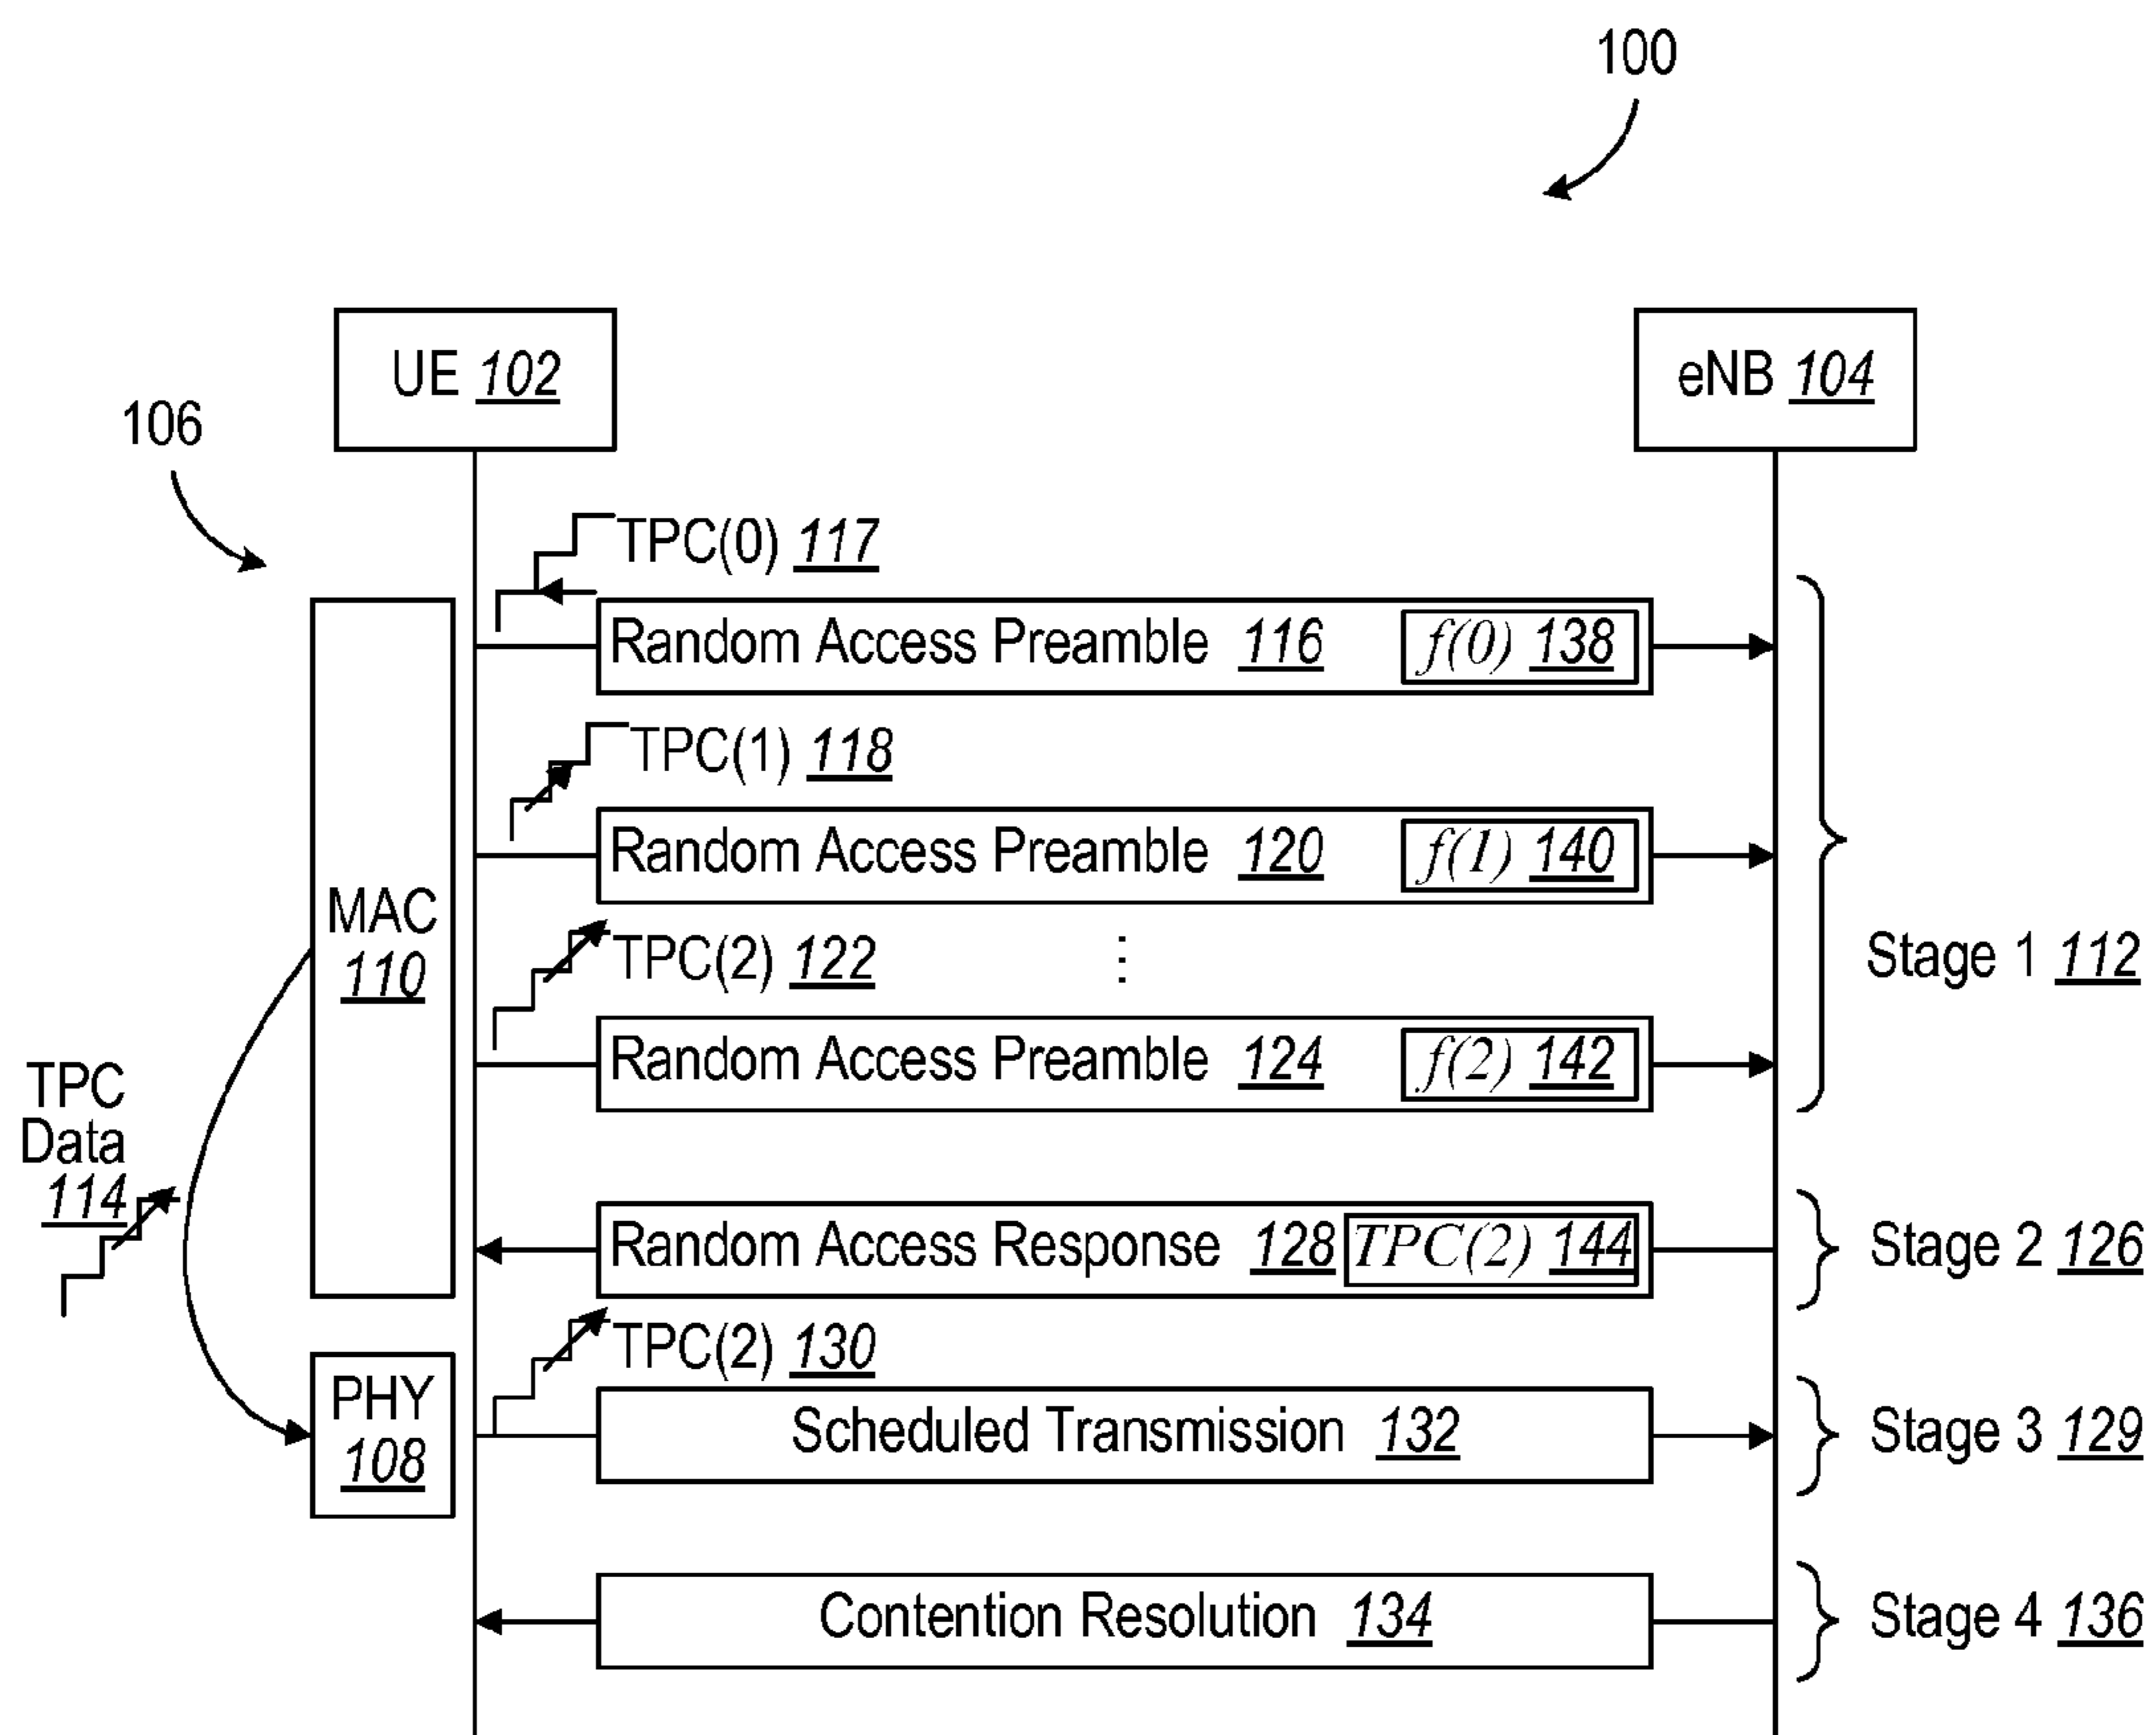 100
UE 102
eNB 104
106
TPC(0) 117
Random Access Preamble 116 f(0) 138
TPC(1) 118
Random Access Preamble 120 f(1) 140
MAC
110
TPC(2) 122
⋮
Stage 1 112
Random Access Preamble 124 f(2) 142
TPC
Data
114
Random Access Response 128 TPC(2) 144
Stage 2 126
TPC(2) 130
PHY
108
Scheduled Transmission 132
Stage 3 129
Contention Resolution 134
Stage 4 136